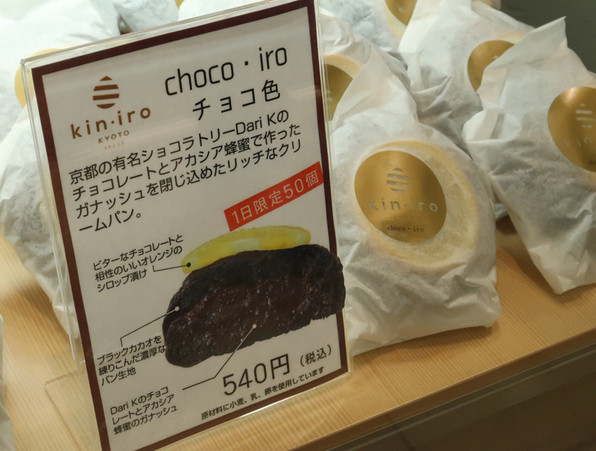 kin·iro
KYOTO
choco・iro
チョコ色
京都の有名ショコラトリーDari Kの
チョコレートとアカシア蜂蜜で作った
ガナッシュを閉じ込めたリッチなクリ
ームパン。
1日限定50個
ビターなチョコレートと
相性のいいオレンジの
シロップ漬け
ブラックカカオを
練りこんだ濃厚な
パン生地
Dari Kのチョコ
レートとアカシア
蜂蜜のガナッシュ
540円(税込)
原材料に小麦、乳、卵を使用しています
kin·iro
choco・iro